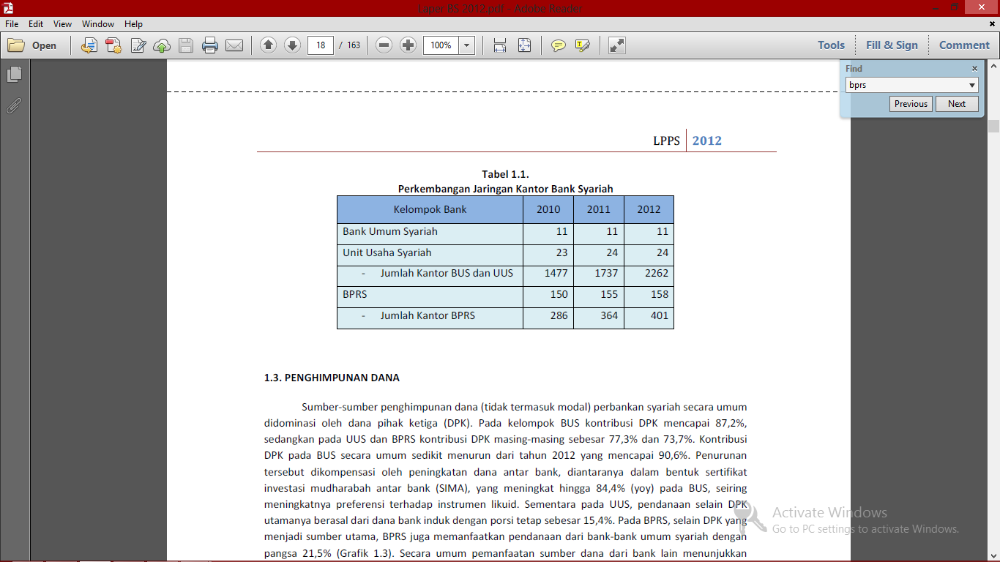 Laper BS 2012.pdf - Adobe Reader
File Edit View Window Help
Open 18 / 163 100% Tools Fill & Sign Comment
Find
bprs
Previous Next
LPPS 2012
Tabel 1.1.
Perkembangan Jaringan Kantor Bank Syariah
Kelompok Bank 2010 2011 2012
Bank Umum Syariah 11 11 11
Unit Usaha Syariah 23 24 24
- Jumlah Kantor BUS dan UUS 1477 1737 2262
BPRS 150 155 158
- Jumlah Kantor BPRS 286 364 401
1.3. PENGHIMPUNAN DANA
Sumber-sumber penghimpunan dana (tidak termasuk modal) perbankan syariah secara umum
didominasi oleh dana pihak ketiga (DPK). Pada kelompok BUS kontribusi DPK mencapai 87,2%,
sedangkan pada UUS dan BPRS kontribusi DPK masing-masing sebesar 77,3% dan 73,7%. Kontribusi
DPK pada BUS secara umum sedikit menurun dari tahun 2012 yang mencapai 90,6%. Penurunan
tersebut dikompensasi oleh peningkatan dana antar bank, diantaranya dalam bentuk sertifikat
investasi mudharabah antar bank (SIMA), yang meningkat hingga 84,4% (yoy) pada BUS, seiring
meningkatnya preferensi terhadap instrumen likuid. Sementara pada UUS, pendanaan selain DPK
utamanya berasal dari dana bank induk dengan porsi tetap sebesar 15,4%. Pada BPRS, selain DPK yang
menjadi sumber utama, BPRS juga memanfaatkan pendanaan dari bank-bank umum syariah dengan
pangsa 21,5% (Grafik 1.3). Secara umum pemanfaatan sumber dana dari bank lain menunjukkan
Activate Windows
Go to PC settings to activate Windows.